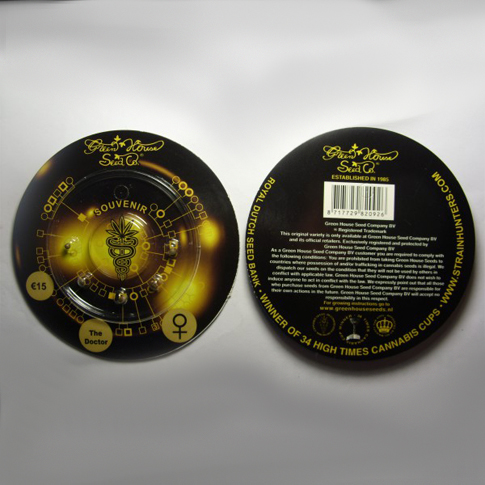 Green House
Seed Co.®
SOUVENIR
€15
The
Doctor
Green House
Seed Co.®
ESTABLISHED IN 1985
8 717729 820926
Green House Seed Company BV
® Registered Trademark
This original variety is only available at Green House Seed Company BV
and its official retailers. Exclusively registered and protected by
Green House Seed Company BV
As a Green House Seed Company BV customer you are required to comply with
the following conditions: You are prohibited from taking Green House Seeds to
countries where possession of and/or trafficking in cannabis seeds is illegal. We
dispatch our seeds on the condition that they will not be used by others in
conflict with applicable law. Green House Seed Company BV does not wish to
induce anyone to act in conflict with the law. We expressly point out that all those
who purchase seeds from Green House Seed Company BV are responsible for
their own actions in the future. Green House Seed Company BV will accept no
responsibility in this respect.
For growing instructions go to
www.greenhouseseeds.nl
ROYAL DUTCH SEED BANK • WINNER OF 34 HIGH TIMES CANNABIS CUPS • WWW.STRAINHUNTERS.COM